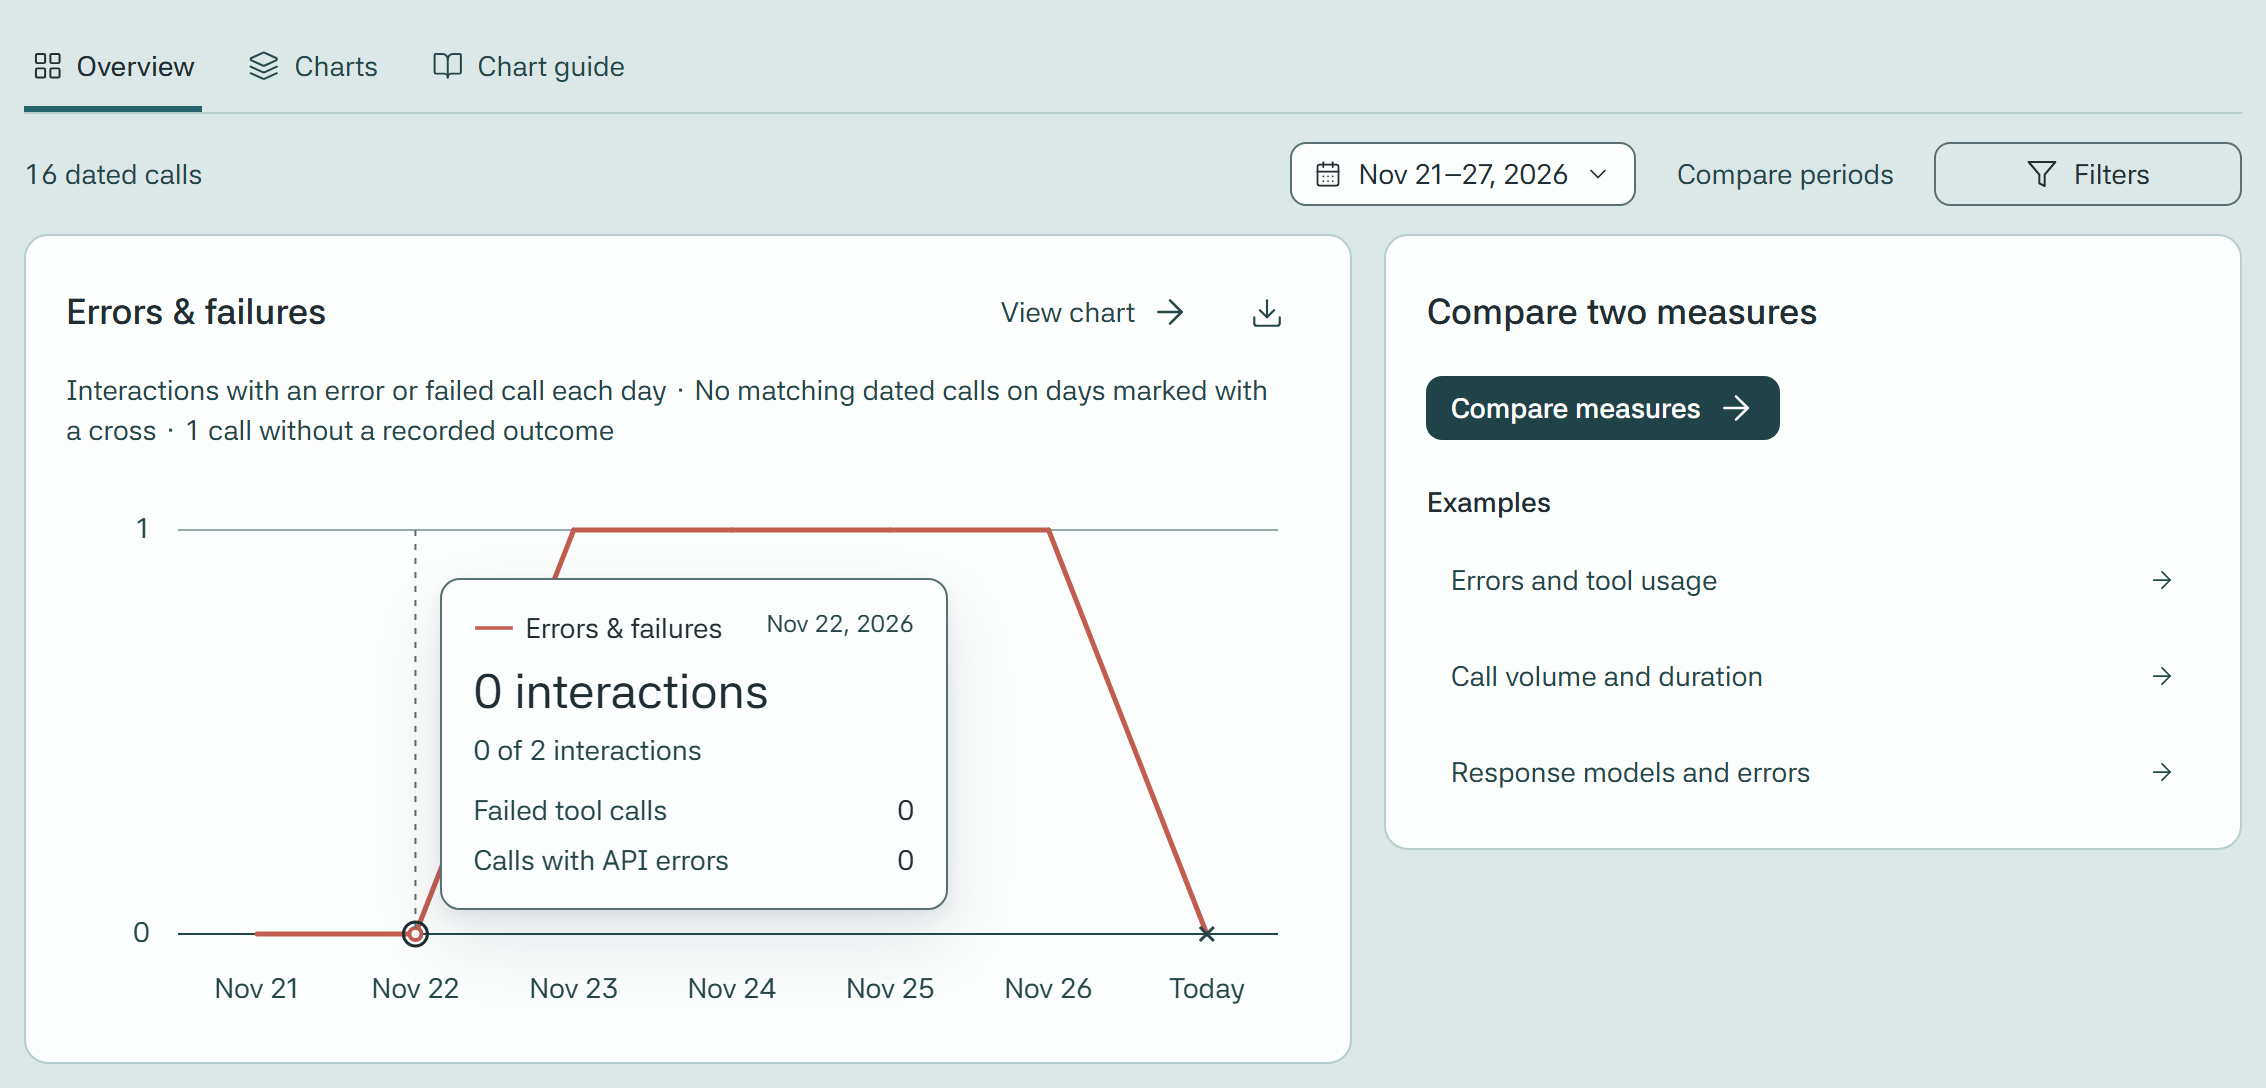 Overview
Charts
Chart guide
16 dated calls
Nov 21–27, 2026
Compare periods
Filters
Errors & failures
View chart
Interactions with an error or failed call each day · No matching dated calls on days marked with
a cross · 1 call without a recorded outcome
1
Errors & failures
Nov 22, 2026
0 interactions
0 of 2 interactions
Failed tool calls 0
Calls with API errors 0
0
Nov 21
Nov 22
Nov 23
Nov 24
Nov 25
Nov 26
Today
Compare two measures
Compare measures
Examples
Errors and tool usage
Call volume and duration
Response models and errors